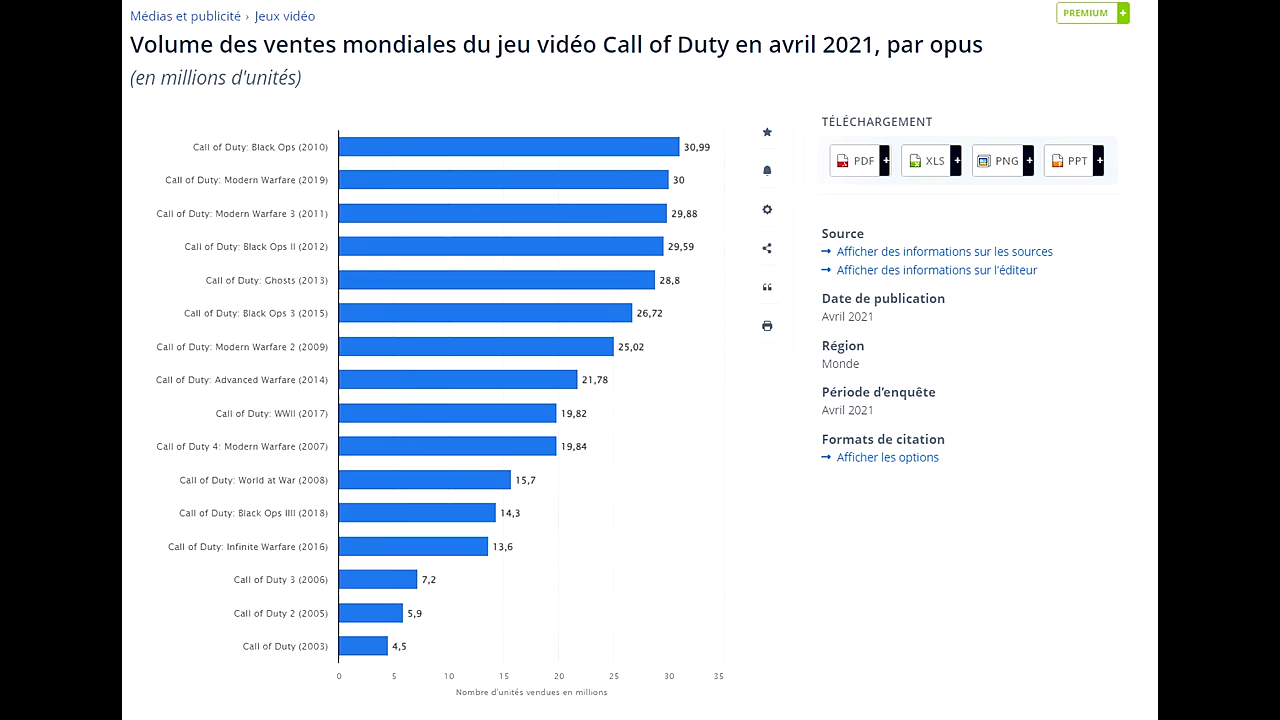 Médias et publicité › Jeux vidéo
PREMIUM +
Volume des ventes mondiales du jeu vidéo Call of Duty en avril 2021, par opus
(en millions d'unités)
Call of Duty: Black Ops (2010) 30,99
Call of Duty: Modern Warfare (2019) 30
Call of Duty: Modern Warfare 3 (2011) 29,88
Call of Duty: Black Ops II (2012) 29,59
Call of Duty: Ghosts (2013) 28,8
Call of Duty: Black Ops 3 (2015) 26,72
Call of Duty: Modern Warfare 2 (2009) 25,02
Call of Duty: Advanced Warfare (2014) 21,78
Call of Duty: WWII (2017) 19,82
Call of Duty 4: Modern Warfare (2007) 19,84
Call of Duty: World at War (2008) 15,7
Call of Duty: Black Ops IIII (2018) 14,3
Call of Duty: Infinite Warfare (2016) 13,6
Call of Duty 3 (2006) 7,2
Call of Duty 2 (2005) 5,9
Call of Duty (2003) 4,5
0 5 10 15 20 25 30 35
Nombre d'unités vendues en millions
TÉLÉCHARGEMENT
PDF + XLS + PNG + PPT +
Source
→ Afficher des informations sur les sources
→ Afficher des informations sur l'éditeur
Date de publication
Avril 2021
Région
Monde
Période d'enquête
Avril 2021
Formats de citation
→ Afficher les options